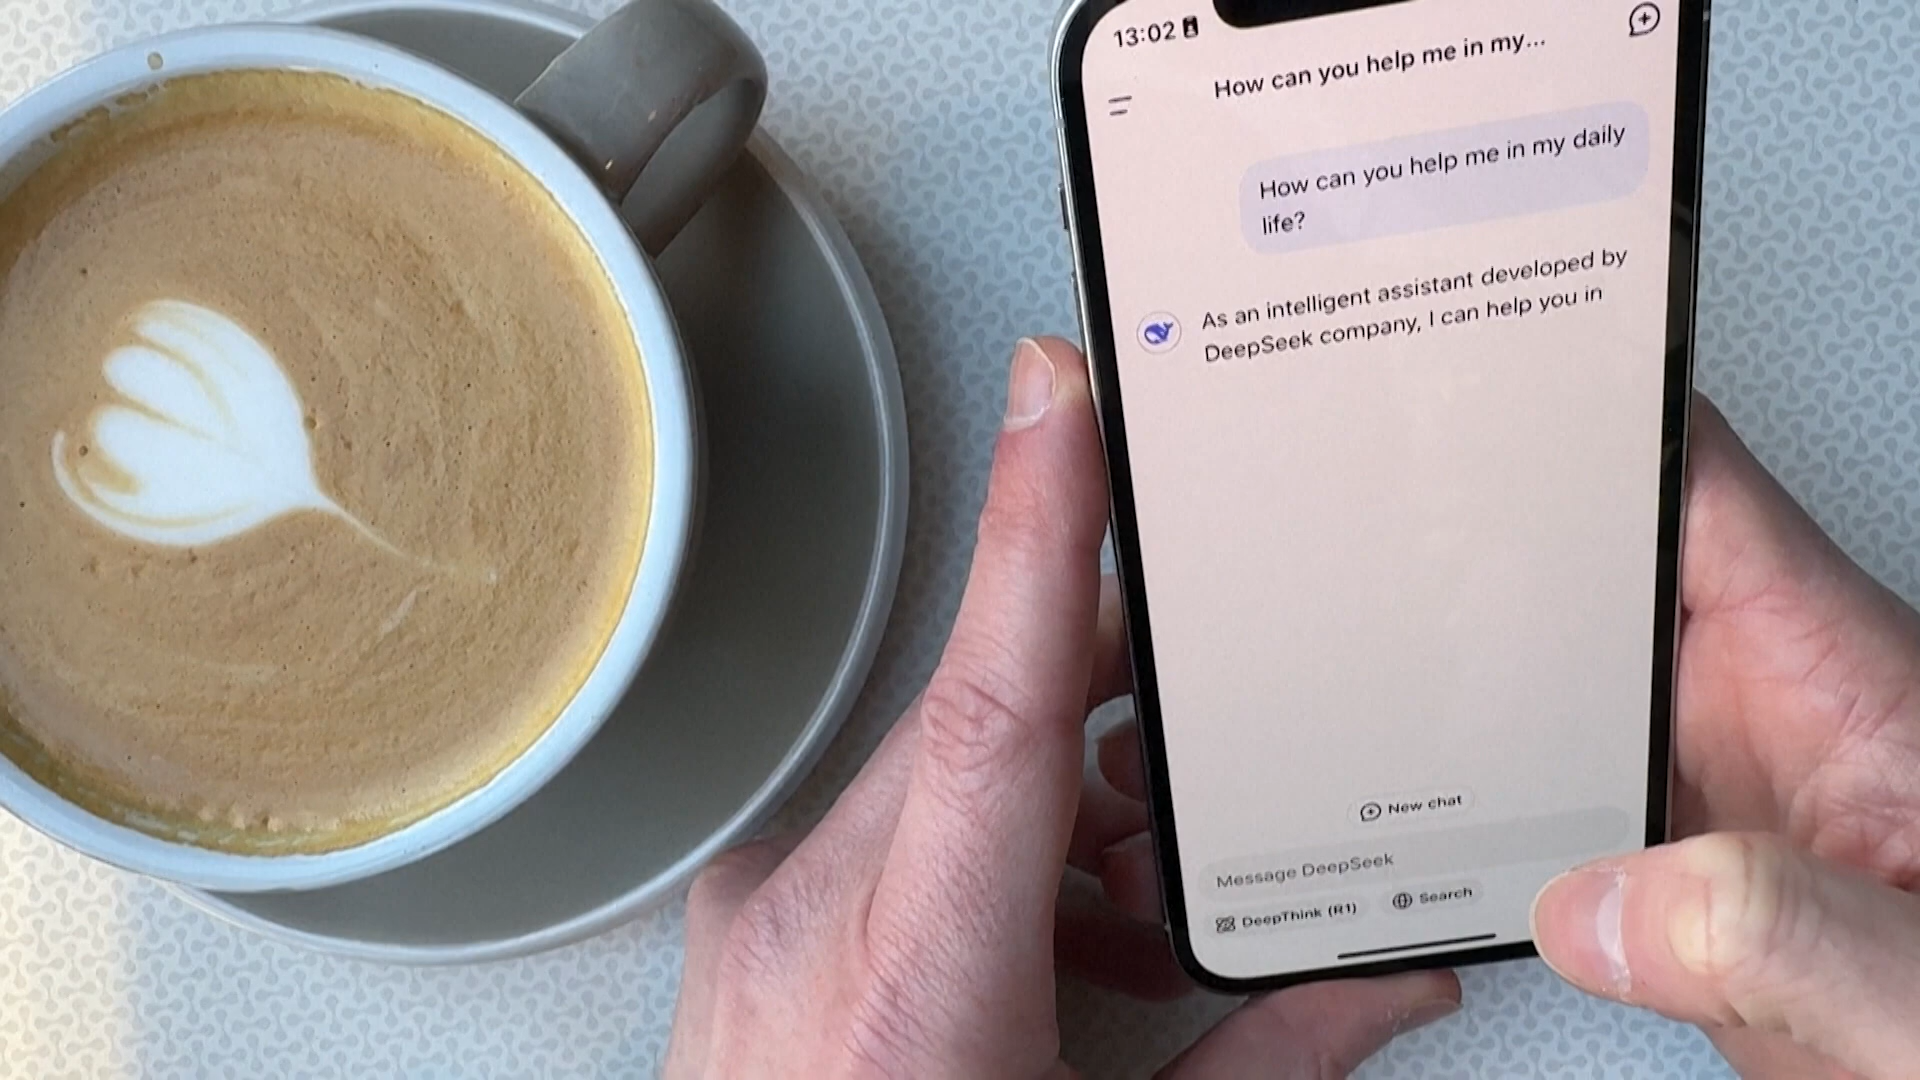 13:02
How can you help me in my...
How can you help me in my daily
life?
As an intelligent assistant developed by
DeepSeek company, I can help you in
New chat
Message DeepSeek
DeepThink (R1)
Search